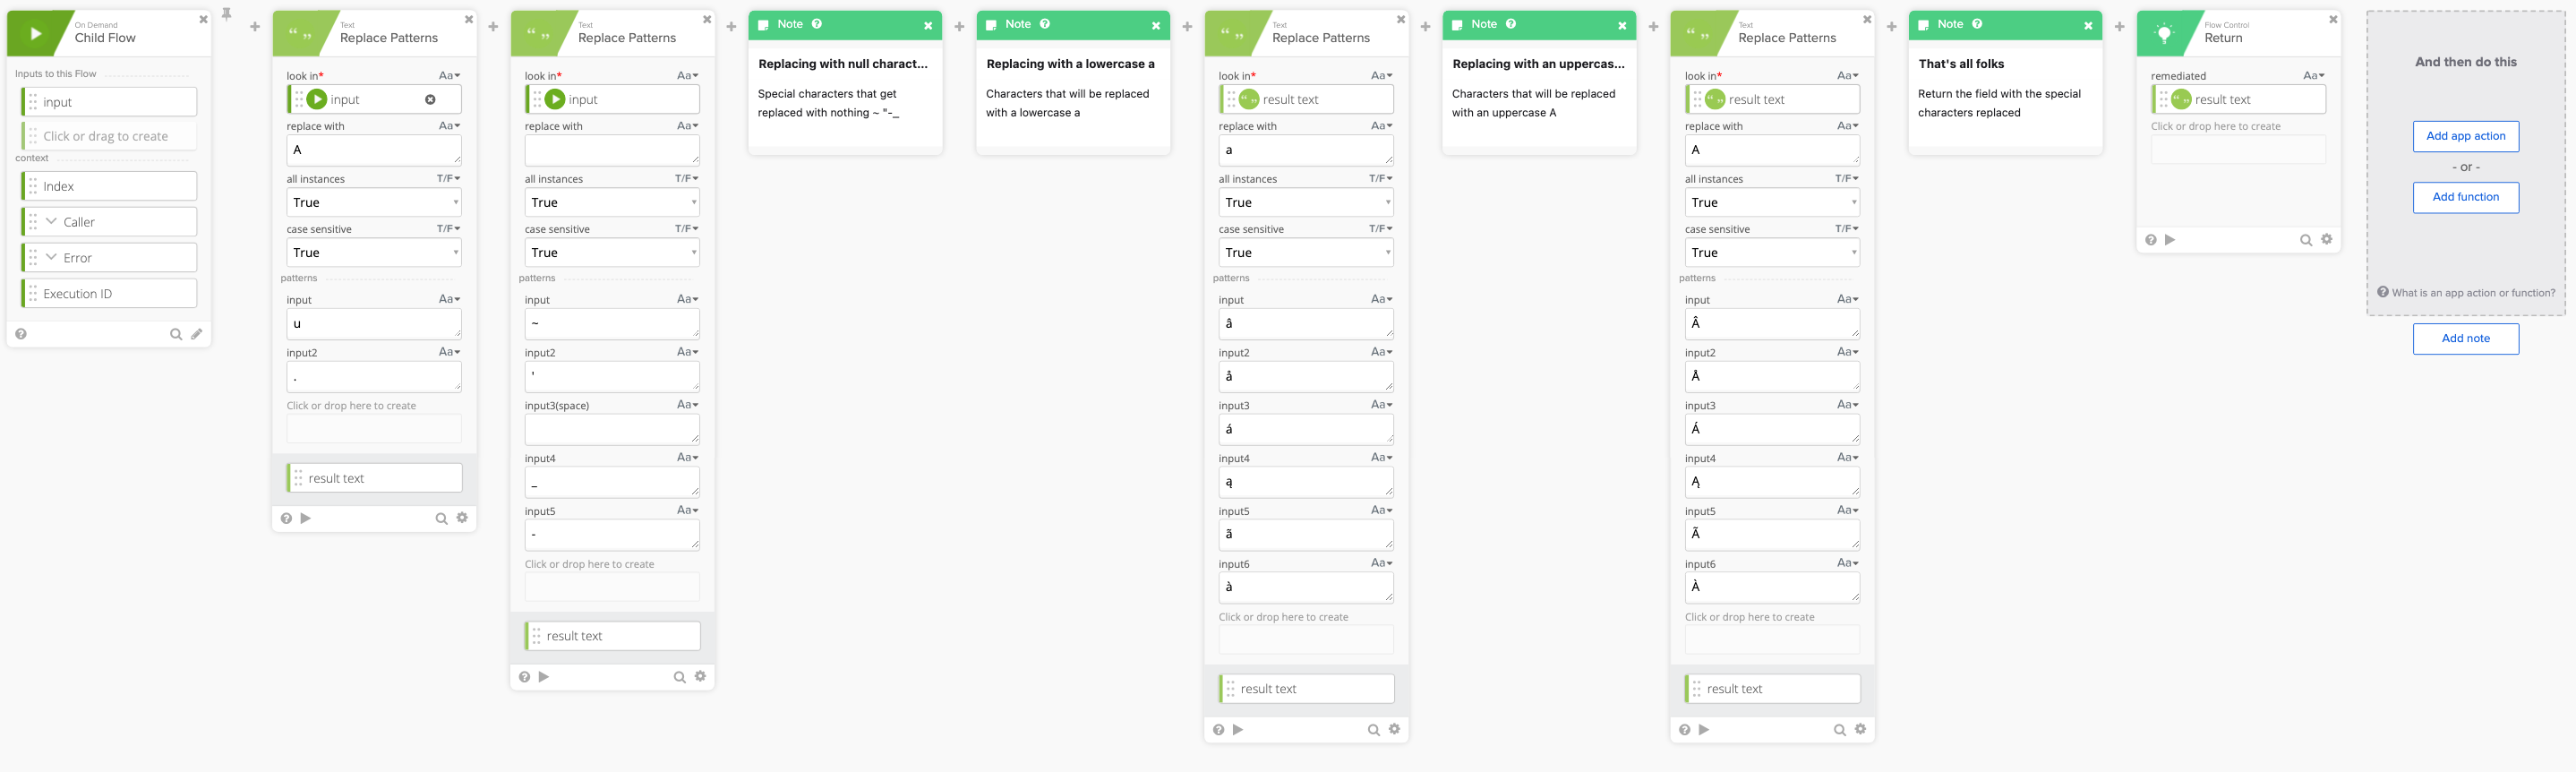 On Demand
Child Flow
Inputs to this Flow
input
Click or drag to create
context
Index
Caller
Error
Execution ID
Text
Replace Patterns
look in*
Aa
input
replace with
Aa
A
all instances
T/F
True
case sensitive
T/F
True
patterns
input
Aa
u
input2
Aa
.
Click or drop here to create
result text
Text
Replace Patterns
look in*
Aa
input
replace with
Aa
all instances
T/F
True
case sensitive
T/F
True
patterns
input
Aa
~
input2
Aa
'
input3(space)
Aa
input4
Aa
_
input5
Aa
-
Click or drop here to create
result text
Note
Replacing with null charact...
Special characters that get
replaced with nothing ~ "-_
Note
Replacing with a lowercase a
Characters that will be replaced
with a lowercase a
Text
Replace Patterns
look in*
Aa
result text
replace with
Aa
a
all instances
T/F
True
case sensitive
T/F
True
patterns
input
Aa
â
input2
Aa
å
input3
Aa
á
input4
Aa
ą
input5
Aa
ã
input6
Aa
à
Click or drop here to create
result text
Note
Replacing with an uppercas...
Characters that will be replaced
with an uppercase A
Text
Replace Patterns
look in*
Aa
result text
replace with
Aa
A
all instances
T/F
True
case sensitive
T/F
True
patterns
input
Aa
Â
input2
Aa
Å
input3
Aa
Á
input4
Aa
Ą
input5
Aa
Ã
input6
Aa
À
Click or drop here to create
result text
Note
That's all folks
Return the field with the special
characters replaced
Flow Control
Return
remediated
Aa
result text
Click or drop here to create
And then do this
Add app action
- or -
Add function
What is an app action or function?
Add note